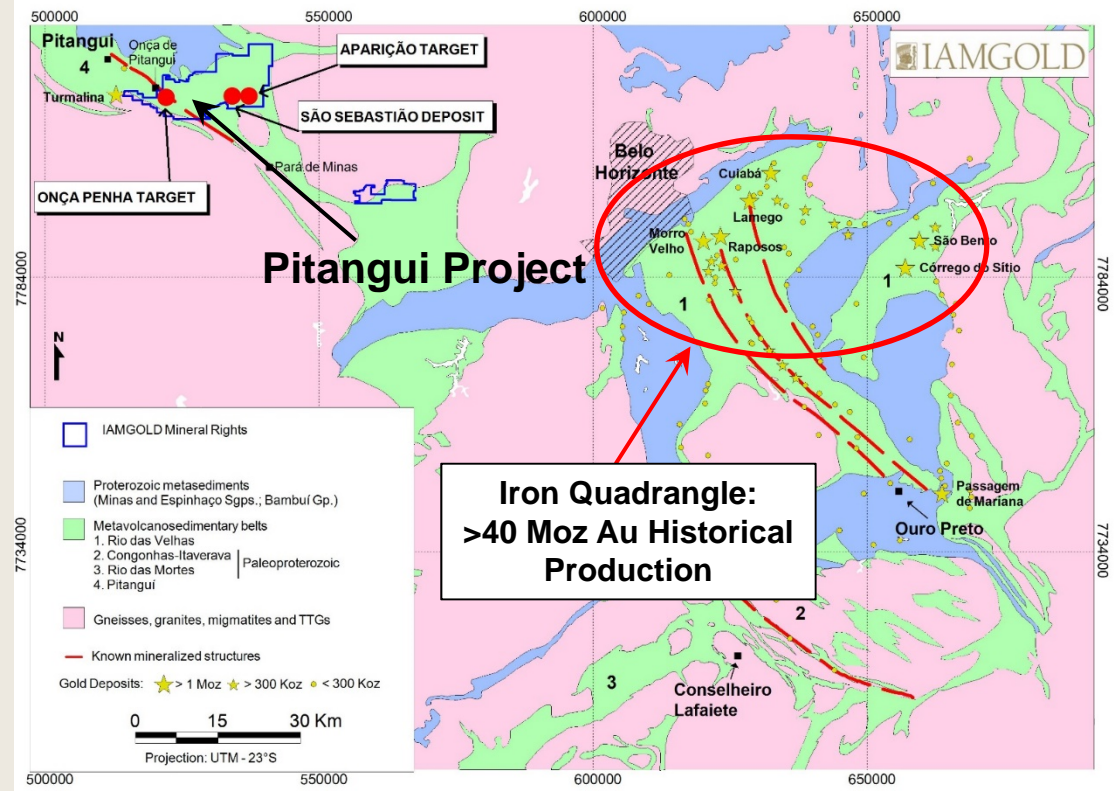 500000 550000 600000 650000
IAMGOLD
Pitangui
4
Onça de
Pitangui
Turmalina
APARIÇÃO TARGET
SÃO SEBASTIÃO DEPOSIT
ONÇA PENHA TARGET
Pará de Minas
Pitangui Project
Belo
Horizonte
Cuiabá
Lamego
Morro
Velho
Raposos
São Bento
Córrego do Sítio
1
1
7784000
7784000
N
Iron Quadrangle:
>40 Moz Au Historical
Production
Passagem
de Mariana
Ouro Preto
7734000
7734000
2
3
Conselheiro
Lafaiete
IAMGOLD Mineral Rights
Proterozoic metasediments
(Minas and Espinhaço Sgps.; Bambuí Gp.)
Metavolcanosedimentary belts
1. Rio das Velhas
2. Congonhas-Itaverava
3. Rio das Mortes
4. Pitanguí
Paleoproterozoic
Gneisses, granites, migmatites and TTGs
Known mineralized structures
Gold Deposits: > 1 Moz > 300 Koz < 300 Koz
0 15 30 Km
Projection: UTM - 23°S
500000 550000 600000 650000